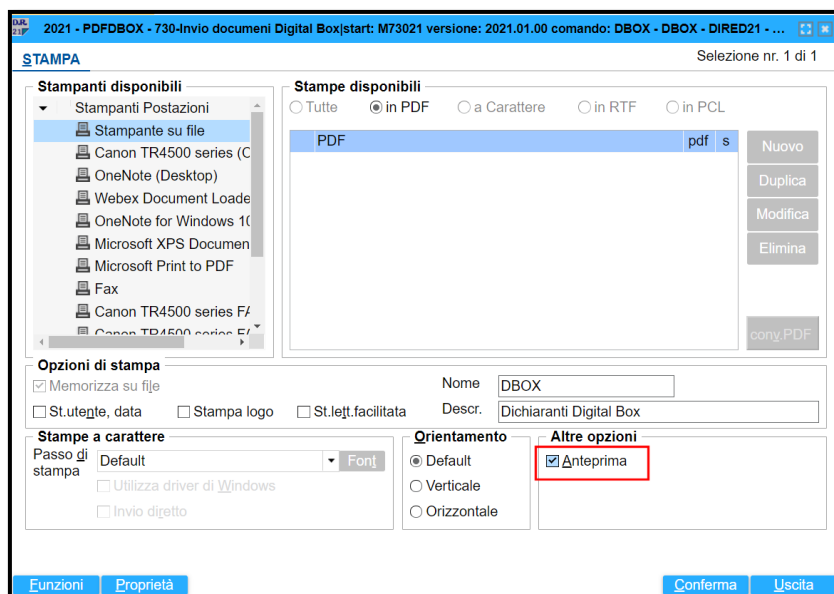 D.R. 21 2021 - PDFDBOX - 730-Invio documeni Digital Box|start: M73021 versione: 2021.01.00 comando: DBOX - DBOX - DIRED21 - ...
STAMPA Selezione nr. 1 di 1
Stampanti disponibili
Stampanti Postazioni
Stampante su file
Canon TR4500 series (C
OneNote (Desktop)
Webex Document Loade
OneNote for Windows 1(
Microsoft XPS Documen
Microsoft Print to PDF
Fax
Canon TR4500 series FA
Canon TR4500 series FA
Stampe disponibili
Tutte in PDF a Carattere in RTF in PCL
PDF pdf s
Nuovo
Duplica
Modifica
Elimina
conv.PDF
Opzioni di stampa
Memorizza su file
St.utente, data Stampa logo St.lett.facilitata
Nome DBOX
Descr. Dichiaranti Digital Box
Stampe a carattere
Passo di stampa Default Font
Utilizza driver di Windows
Invio diretto
Orientamento
Default
Verticale
Orizzontale
Altre opzioni
Anteprima
Funzioni Proprietà Conferma Uscita